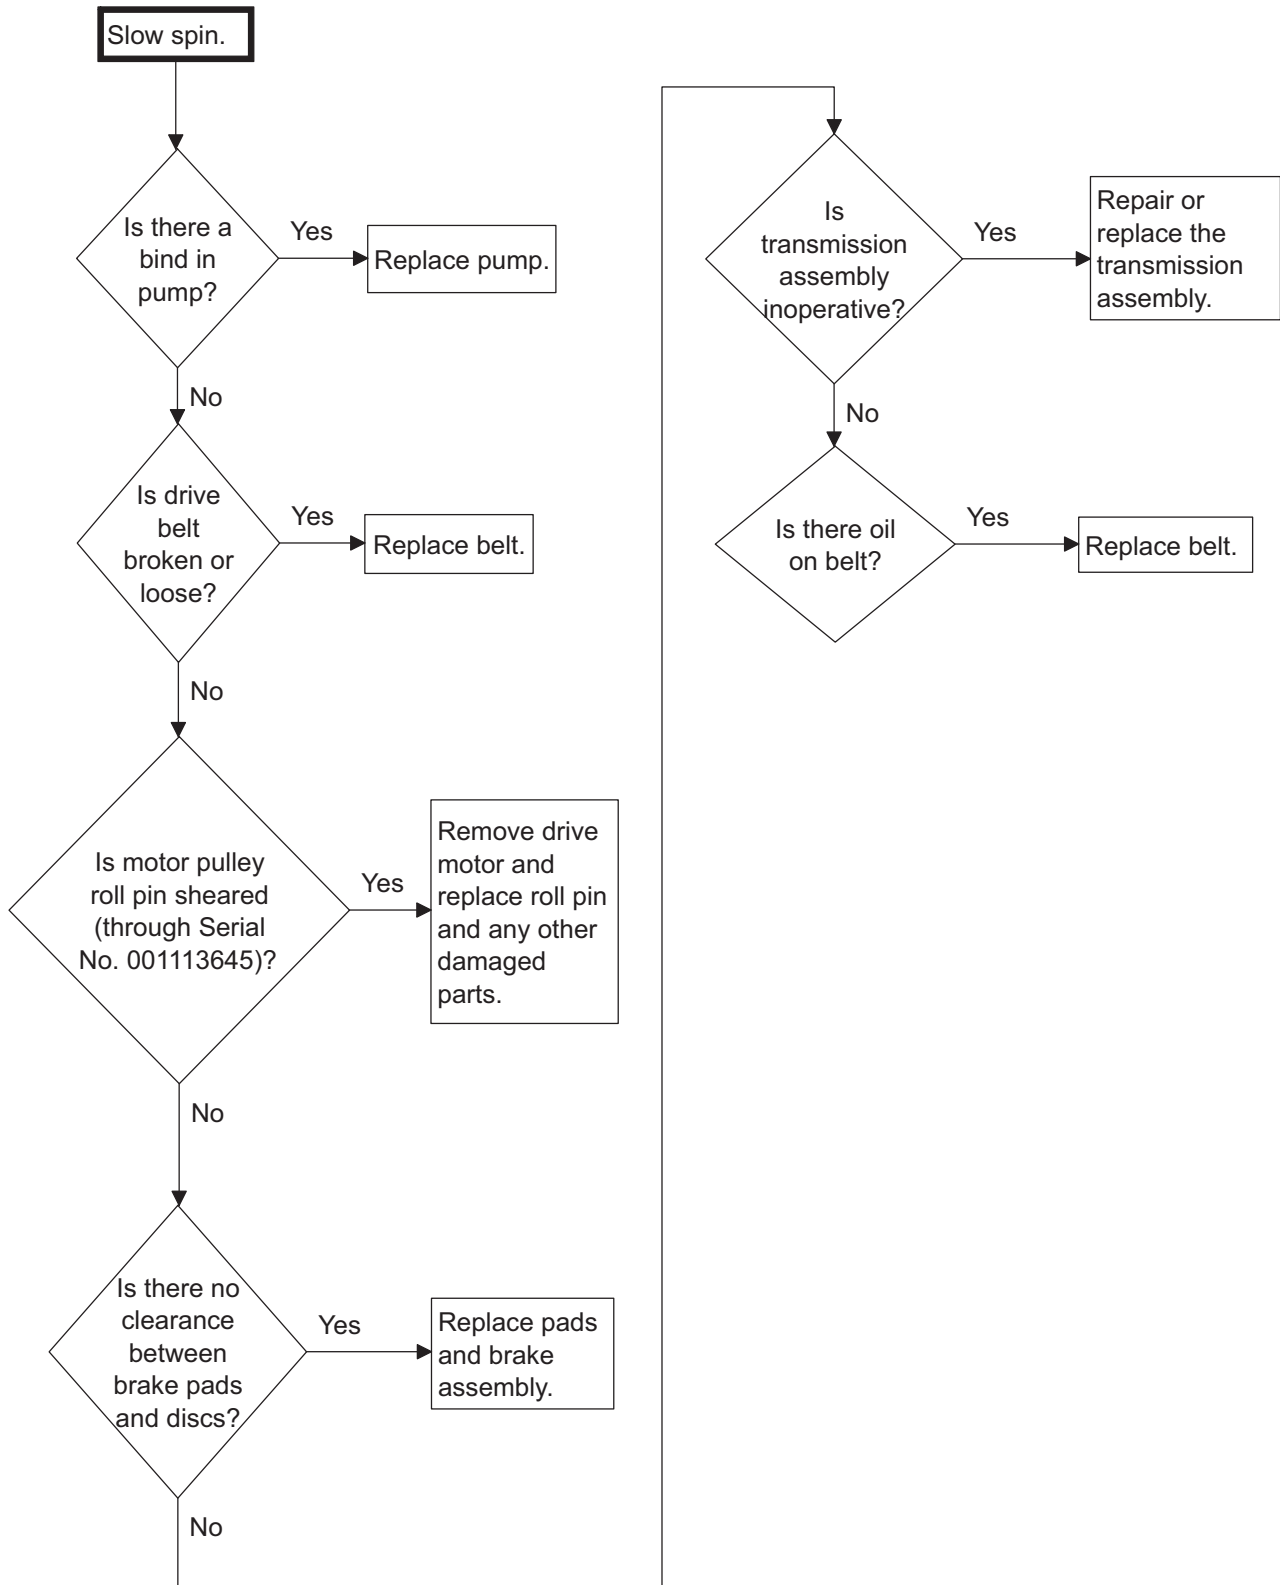 Slow spin.
Is there a
bind in
pump?
Yes
Replace pump.
No
Is drive
belt
broken or
loose?
Yes
Replace belt.
No
Is motor pulley
roll pin sheared
(through Serial
No. 001113645)?
Yes
Remove drive
motor and
replace roll pin
and any other
damaged
parts.
No
Is there no
clearance
between
brake pads
and discs?
Yes
Replace pads
and brake
assembly.
No
Is
transmission
assembly
inoperative?
Yes
Repair or
replace the
transmission
assembly.
No
Is there oil
on belt?
Yes
Replace belt.